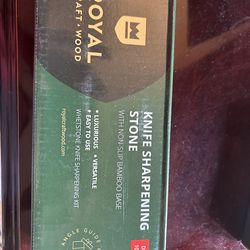 ROYAL
CRAFT WOOD
KNIFE SHARPENING
STONE
WITH NON-SLIP BAMBOO BASE
• LUXURIOUS • VERSATILE
• EASY TO USE
WHETSTONE KNIFE SHARPENING KIT
royalcraftwood.com
ANGLE GUIDE